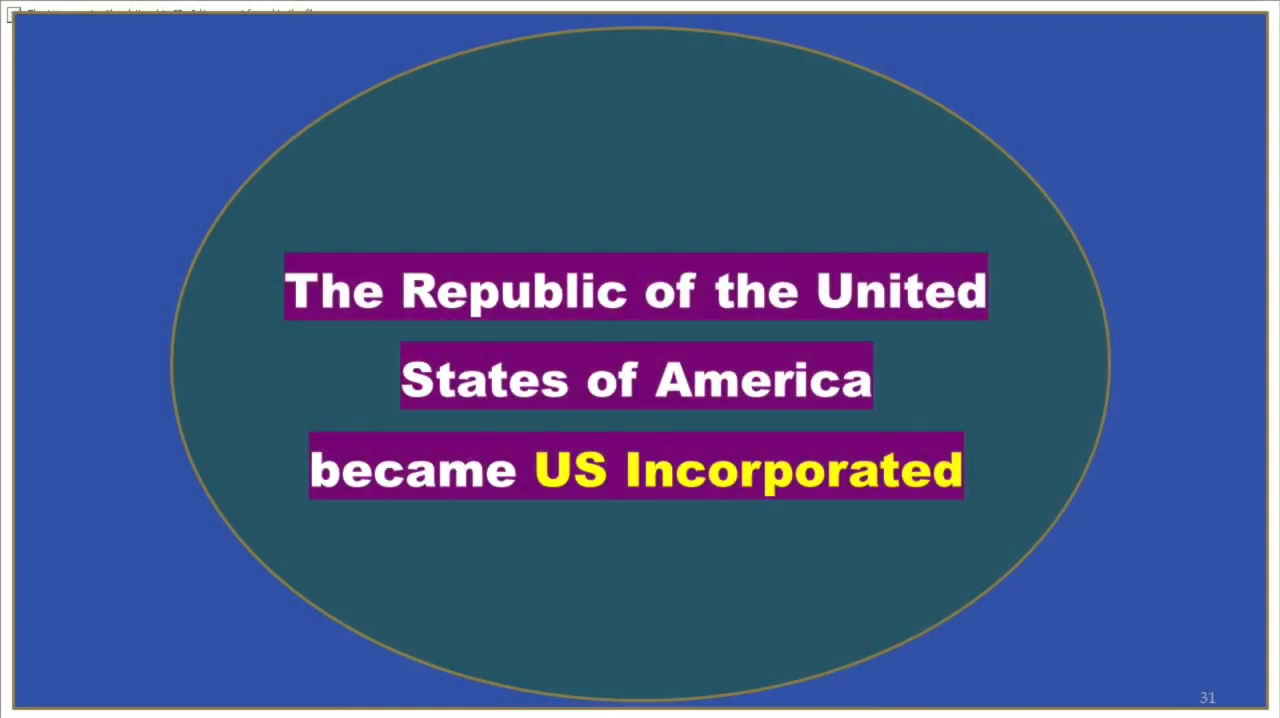 The Republic of the United
States of America
became US Incorporated
31